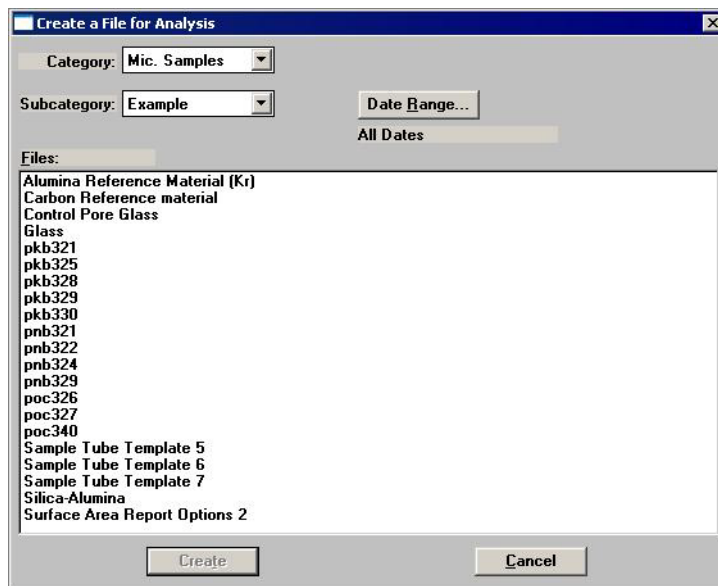 Create a File for Analysis
Category: Mic. Samples
Subcategory: Example
Date Range...
All Dates
Files:
Alumina Reference Material (Kr)
Carbon Reference material
Control Pore Glass
Glass
pkb321
pkb325
pkb328
pkb329
pkb330
pnb321
pnb322
pnb324
pnb329
poc326
poc327
poc340
Sample Tube Template 5
Sample Tube Template 6
Sample Tube Template 7
Silica-Alumina
Surface Area Report Options 2
Create
Cancel